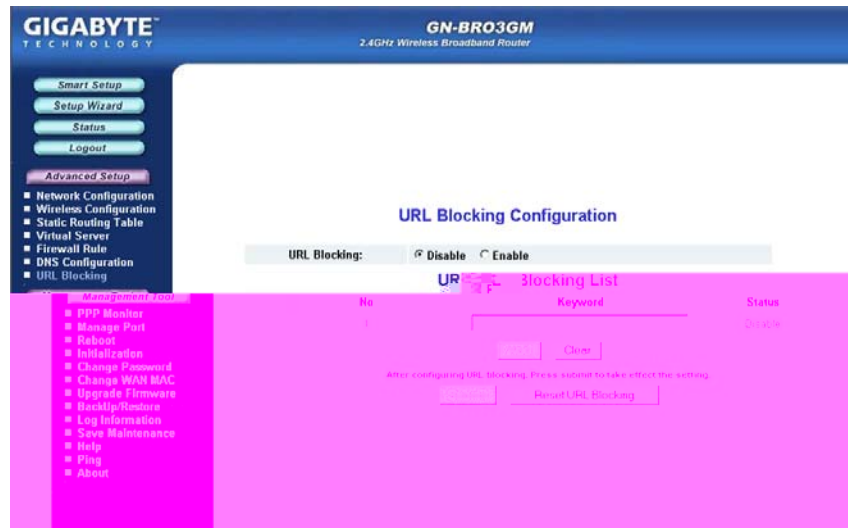 GIGABYTE™
TECHNOLOGY
GN-BRO3GM
2.4GHz Wireless Broadband Router
Smart Setup
Setup Wizard
Status
Logout
Advanced Setup
Network Configuration
Wireless Configuration
Static Routing Table
Virtual Server
Firewall Rule
DNS Configuration
URL Blocking
URL Blocking Configuration
URL Blocking: Disable Enable
Blocking List
Management Tool
PPP Monitor
Manage Port
Reboot
Initialization
Change Password
Change WAN MAC
Upgrade Firmware
BackUp/Restore
Log Information
Save Maintenance
Help
Ping
About
No Keyword Status
Disable
Clear
After configuring URL blocking, Press submit to take effect the setting.
Reset URL Blocking